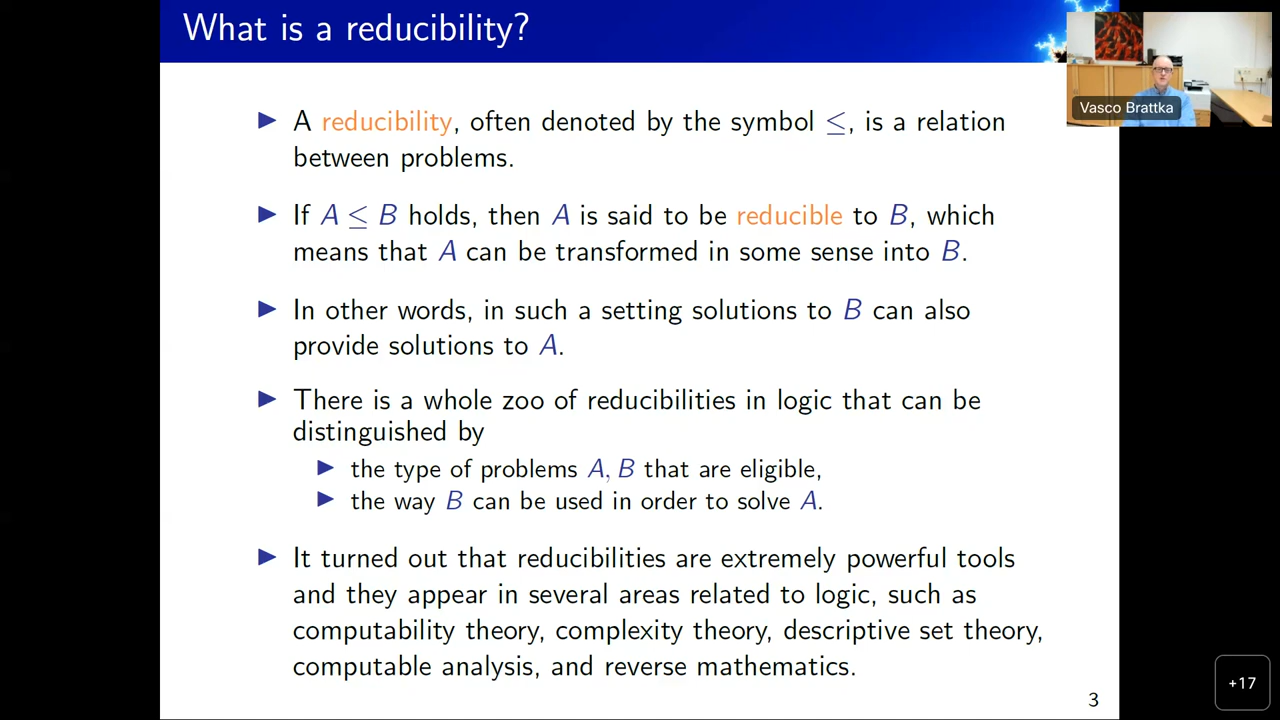 What is a reducibility?
Vasco Brattka
▶ A reducibility, often denoted by the symbol ≤, is a relation
between problems.
▶ If A ≤ B holds, then A is said to be reducible to B, which
means that A can be transformed in some sense into B.
▶ In other words, in such a setting solutions to B can also
provide solutions to A.
▶ There is a whole zoo of reducibilities in logic that can be
distinguished by
▶ the type of problems A, B that are eligible,
▶ the way B can be used in order to solve A.
▶ It turned out that reducibilities are extremely powerful tools
and they appear in several areas related to logic, such as
computability theory, complexity theory, descriptive set theory,
computable analysis, and reverse mathematics.
3
+17